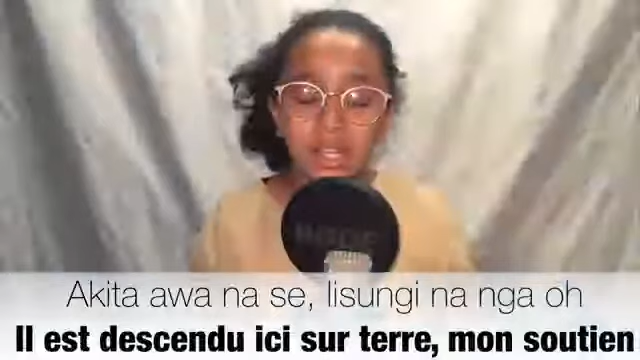 Akita awa na se, lisungi na nga oh
Il est descendu ici sur terre, mon soutien